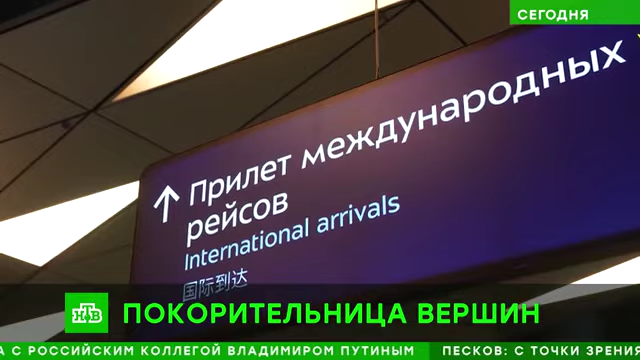 СЕГОДНЯ
Прилет международных
рейсов
International arrivals
国际到达
НТВ
ПОКОРИТЕЛЬНИЦА ВЕРШИН
А С РОССИЙСКИМ КОЛЛЕГОЙ ВЛАДИМИРОМ ПУТИНЫМ ПЕСКОВ: С ТОЧКИ ЗРЕНИ